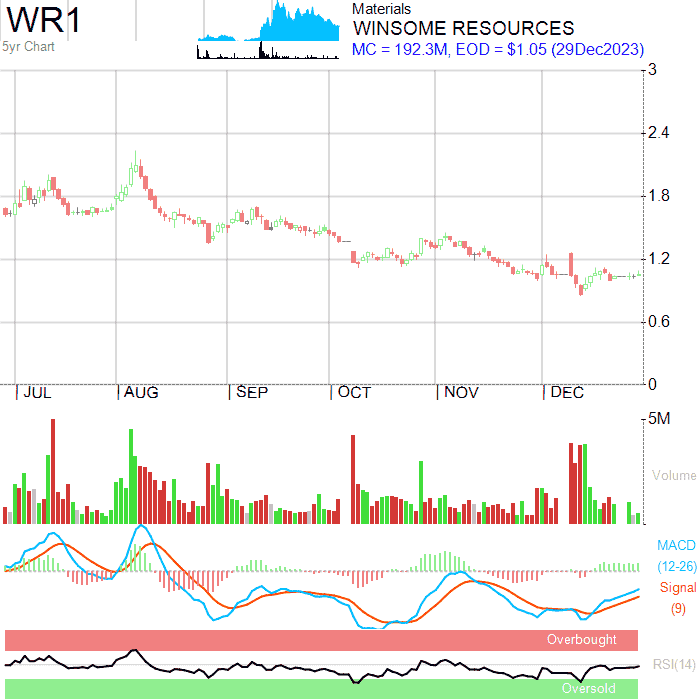 WR1
5yr Chart
Materials
WINSOME RESOURCES
MC = 192.3M, EOD = $1.05 (29Dec2023)
3
2.4
1.8
1.2
0.6
0
JUL AUG SEP OCT NOV DEC
5M
Volume
MACD
(12-26)
Signal
(9)
Overbought
RSI(14)
Oversold